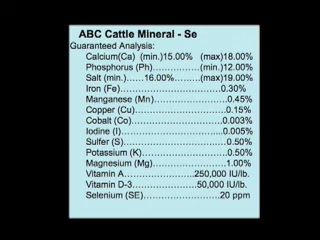 ABC Cattle Mineral - Se
Guaranteed Analysis:
Calcium(Ca) (min.)15.00% (max)18.00%
Phosphorus (Ph)……………(min.)12.00%
Salt (min.)……16.00%…..….(max)19.00%
Iron (Fe)……………………….0.30%
Manganese (Mn)…………………0.45%
Copper (Cu)……………………..0.15%
Cobalt (Co)…………………….0.003%
Iodine (I)………………………...0.005%
Sulfer (S)………………………..0.50%
Potassium (K)……………………0.50%
Magnesium (Mg)…………………1.00%
Vitamin A…………………..250,000 IU/lb.
Vitamin D-3…………………50,000 IU/lb.
Selenium (SE)……………………20 ppm